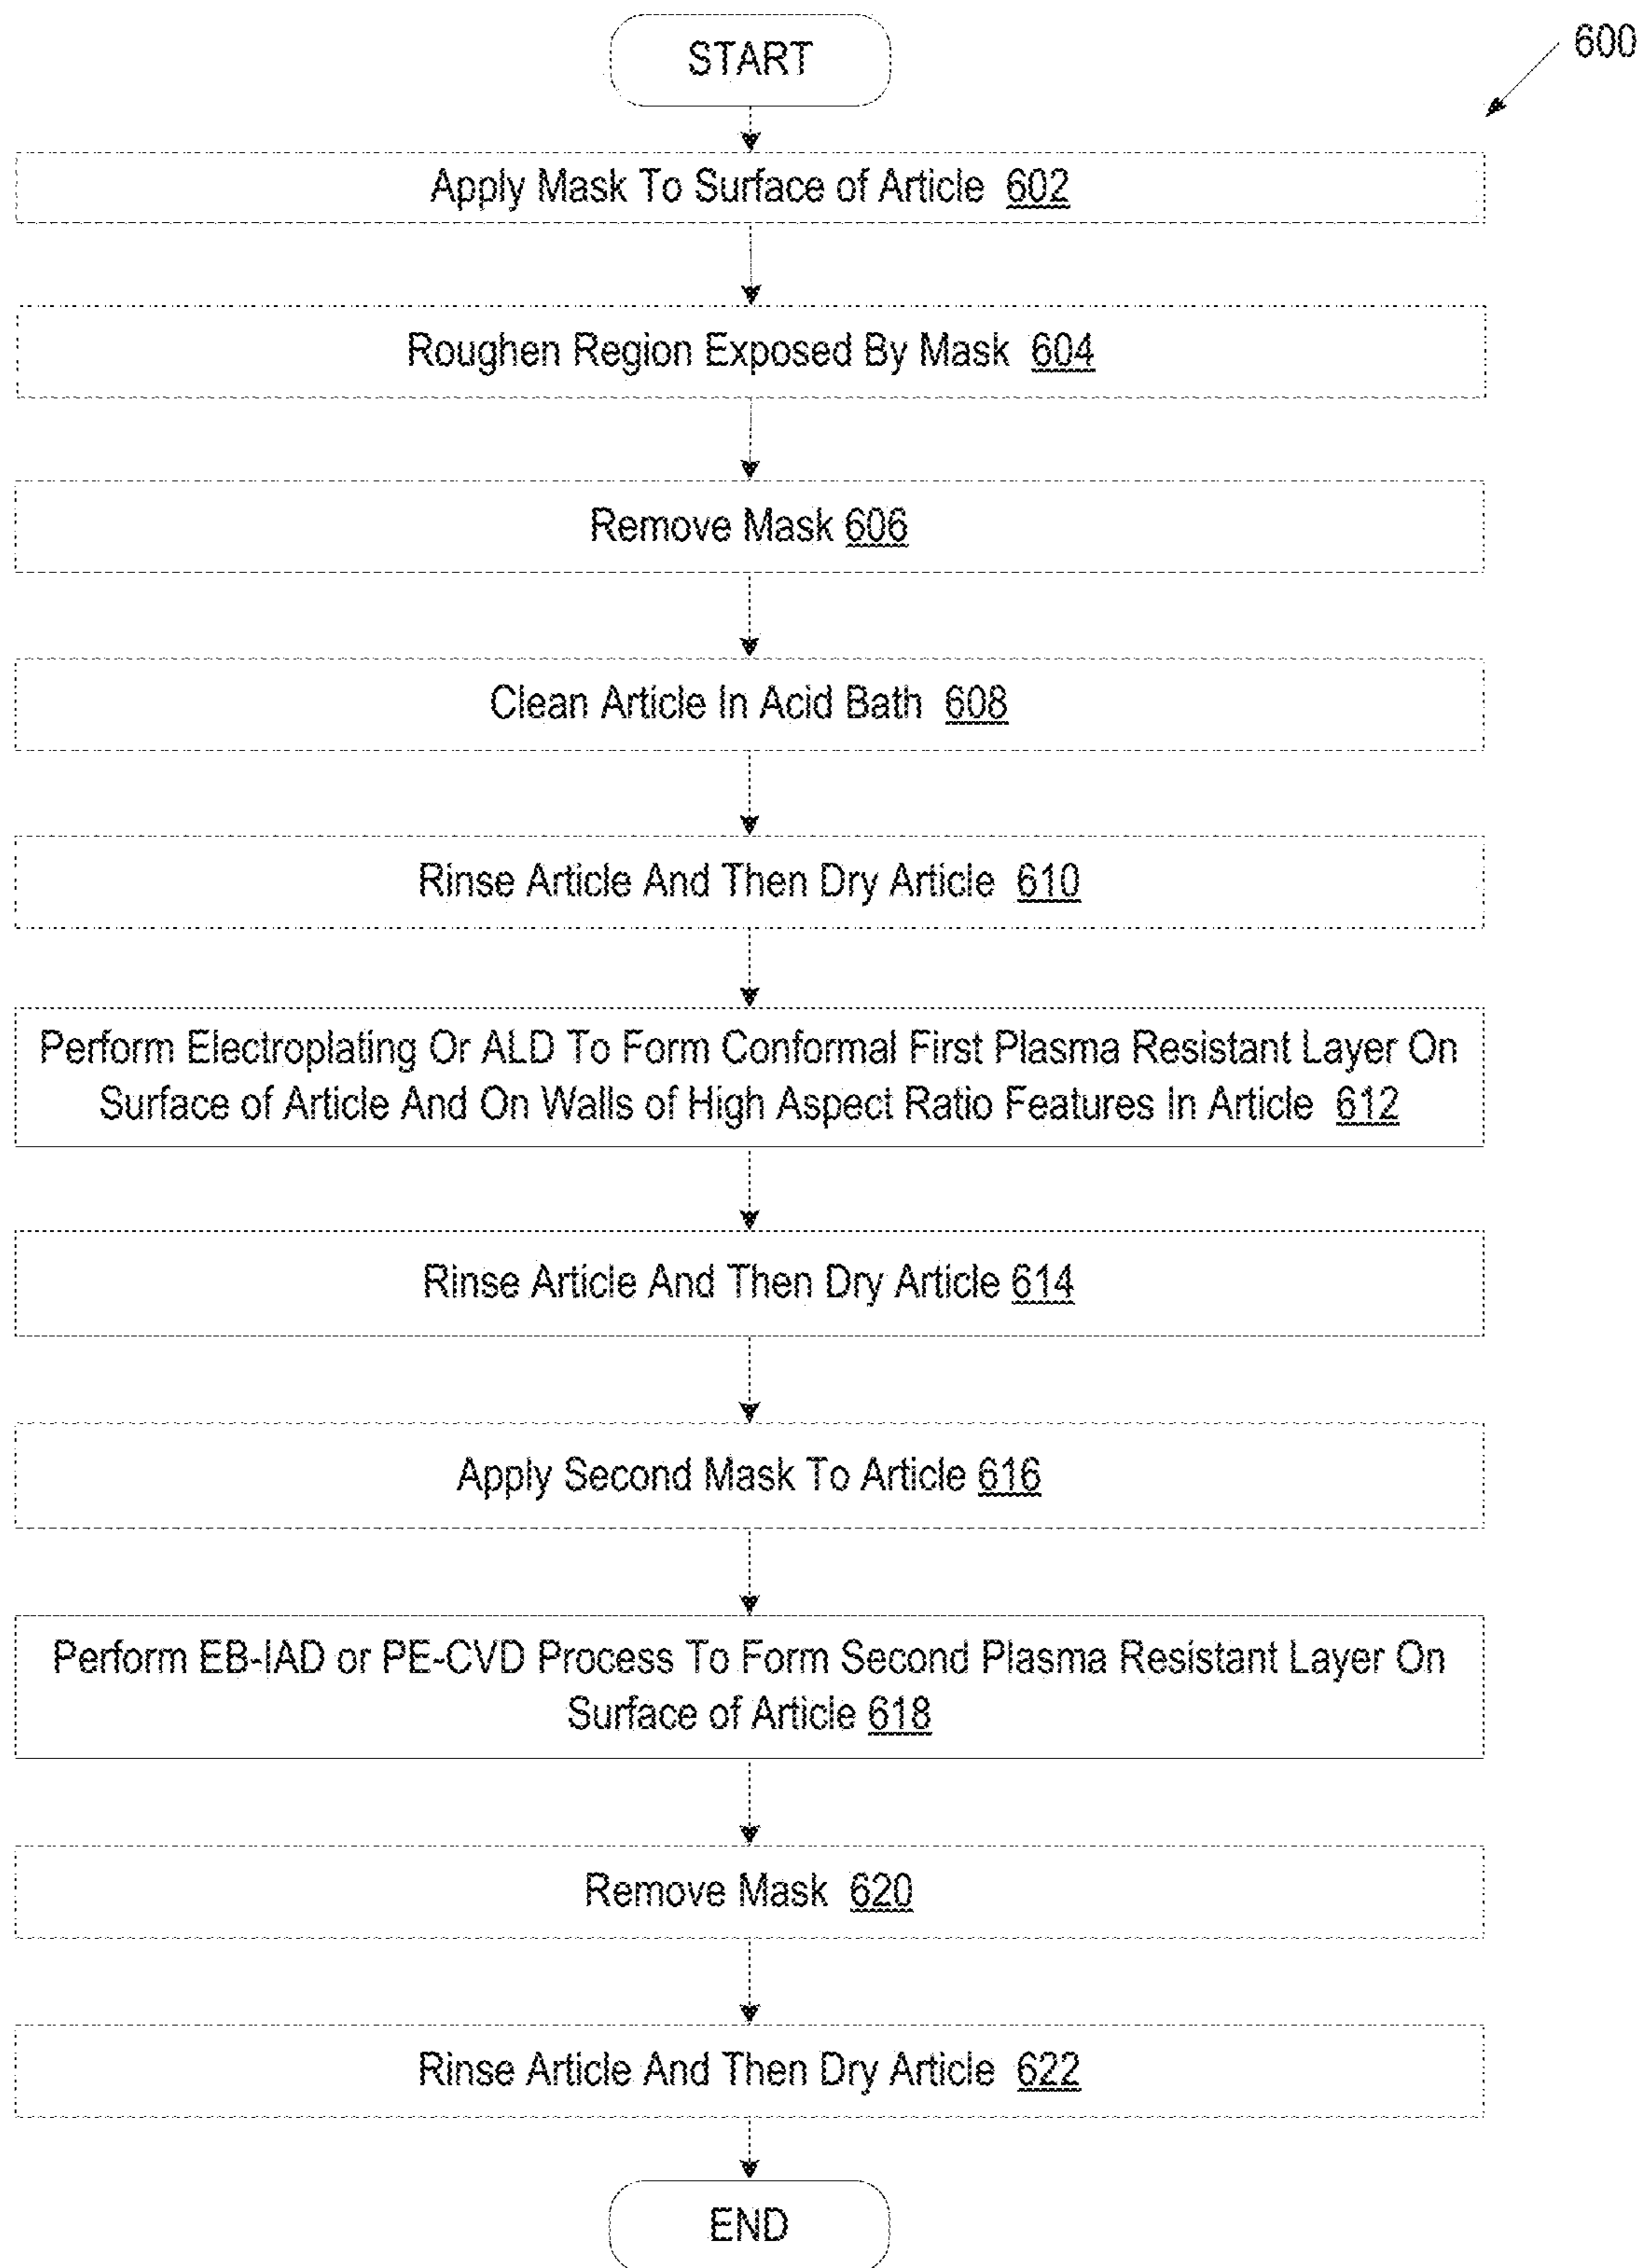 START
600
Apply Mask To Surface of Article 602
Roughen Region Exposed By Mask 604
Remove Mask 606
Clean Article In Acid Bath 608
Rinse Article And Then Dry Article 610
Perform Electroplating Or ALD To Form Conformal First Plasma Resistant Layer On
Surface of Article And On Walls of High Aspect Ratio Features In Article 612
Rinse Article And Then Dry Article 614
Apply Second Mask To Article 616
Perform EB-IAD or PE-CVD Process To Form Second Plasma Resistant Layer On
Surface of Article 618
Remove Mask 620
Rinse Article And Then Dry Article 622
END